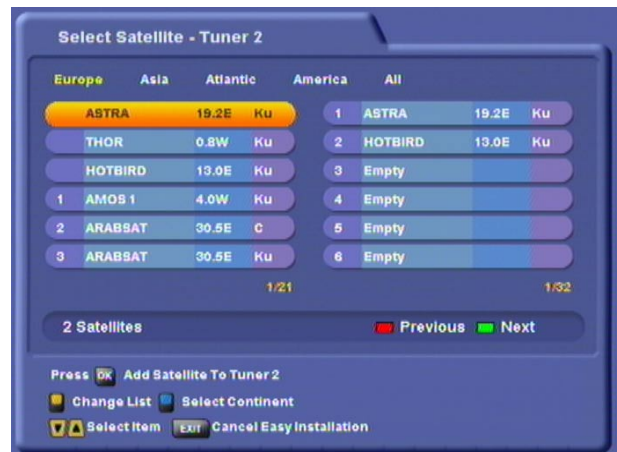 Select Satellite - Tuner 2
Europe Asia Atlantic America All
ASTRA 19.2E Ku
THOR 0.8W Ku
HOTBIRD 13.0E Ku
1 AMOS 1 4.0W Ku
2 ARABSAT 30.5E C
3 ARABSAT 30.5E Ku
1/21
1 ASTRA 19.2E Ku
2 HOTBIRD 13.0E Ku
3 Empty
4 Empty
5 Empty
6 Empty
1/32
2 Satellites
Previous Next
Press OK Add Satellite To Tuner 2
Change List Select Continent
Select Item EXIT Cancel Easy Installation